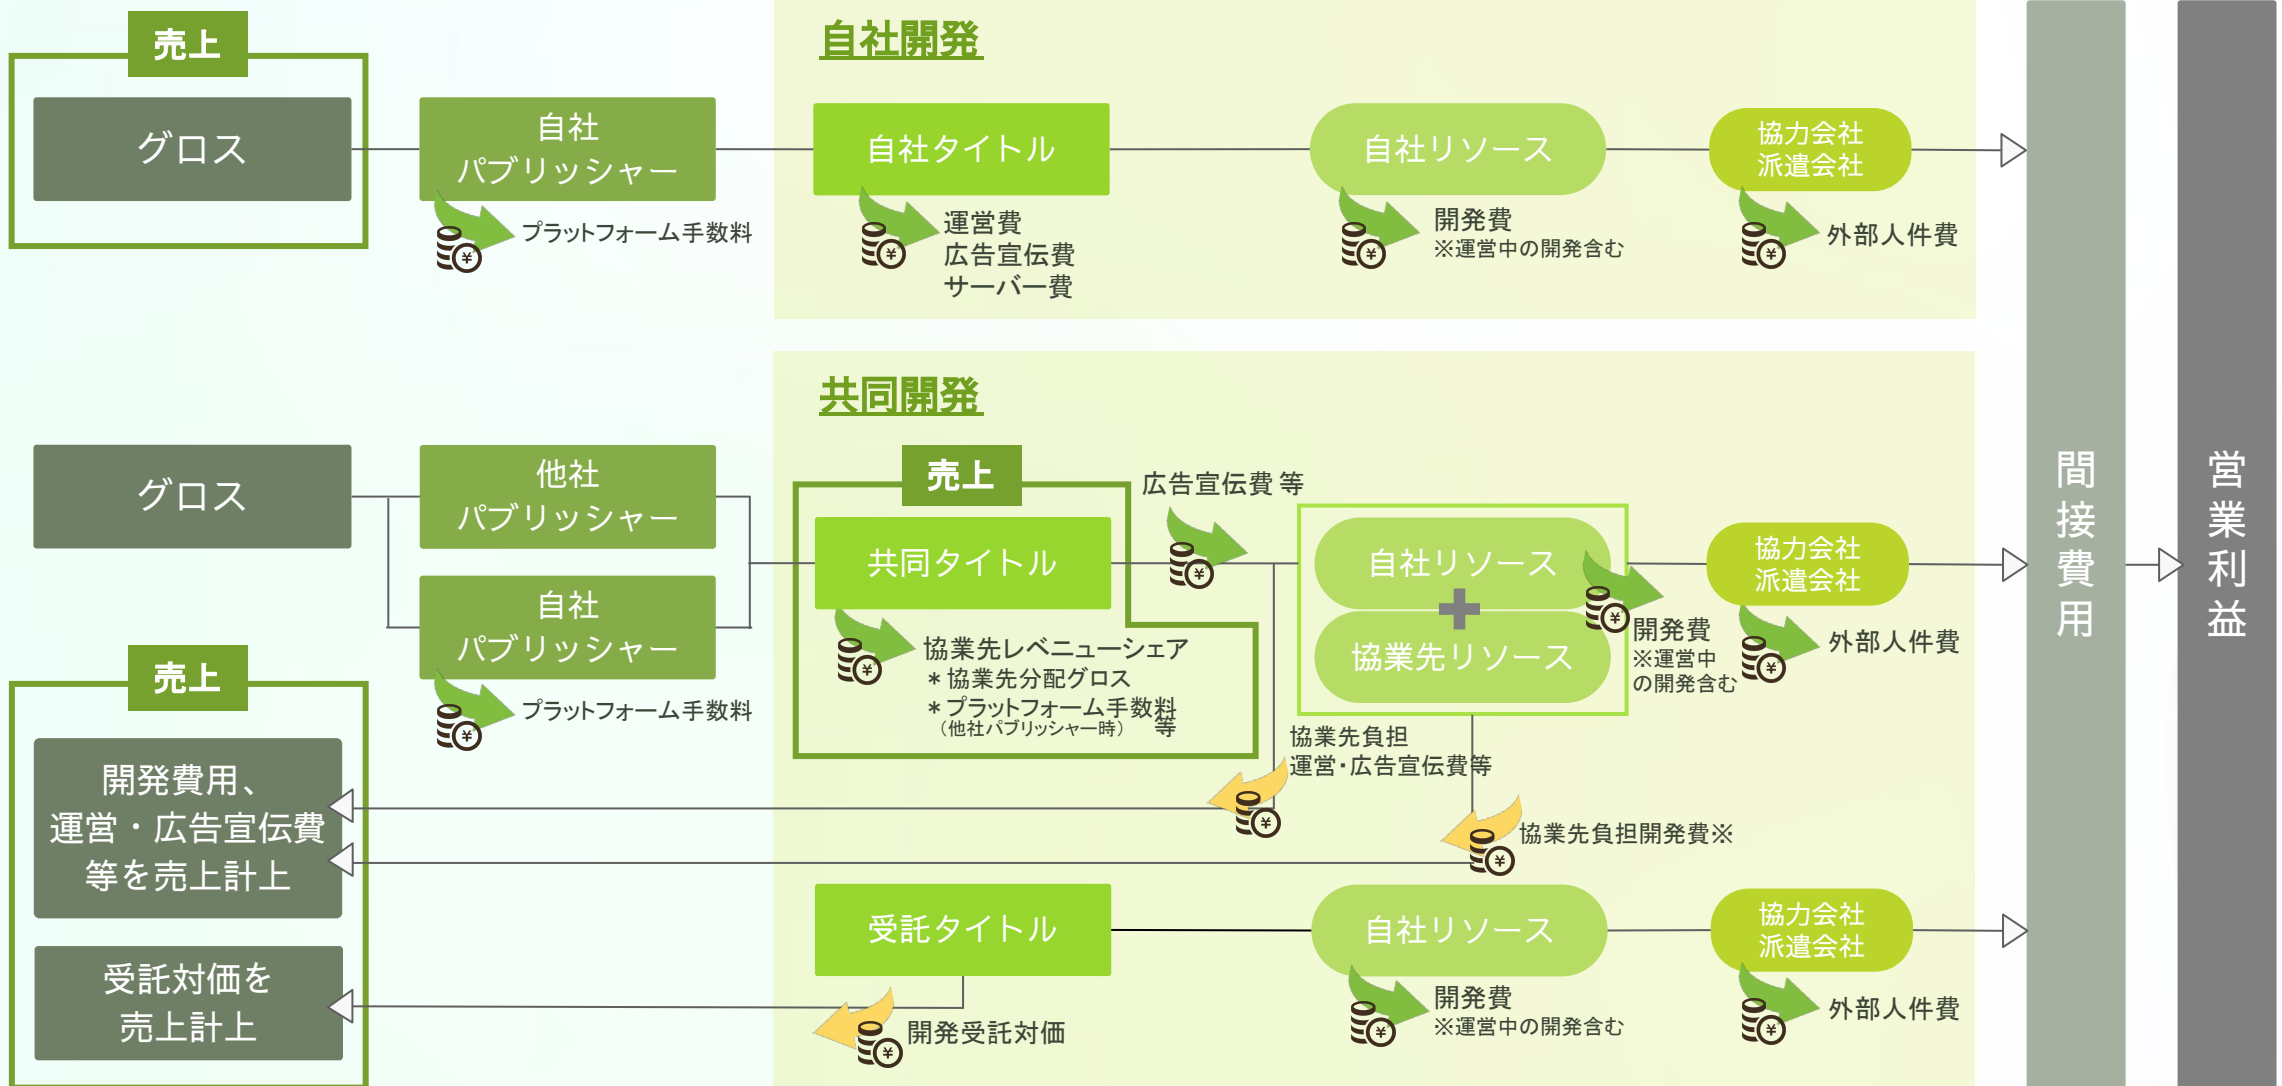 売上
自社開発
グロス
自社
パブリッシャー
自社タイトル
自社リソース
協力会社
派遣会社
プラットフォーム手数料
運営費
広告宣伝費
サーバー費
開発費
※運営中の開発含む
外部人件費
共同開発
グロス
他社
パブリッシャー
自社
パブリッシャー
プラットフォーム手数料
売上
共同タイトル
協業先レベニューシェア
＊協業先分配グロス
＊プラットフォーム手数料
（他社パブリッシャー時） 等
広告宣伝費 等
自社リソース
協業先リソース
開発費
※運営中
の開発含む
協力会社
派遣会社
外部人件費
協業先負担
運営・広告宣伝費等
協業先負担開発費※
売上
開発費用、
運営・広告宣伝費
等を売上計上
受託対価を
売上計上
受託タイトル
開発受託対価
自社リソース
開発費
※運営中の開発含む
協力会社
派遣会社
外部人件費
間接費用
営業利益